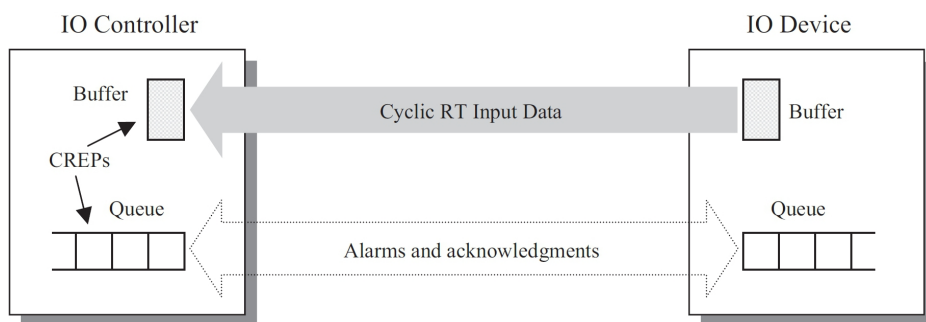 IO Controller
IO Device
Buffer
Cyclic RT Input Data
Buffer
CREPs
Queue
Queue
Alarms and acknowledgments